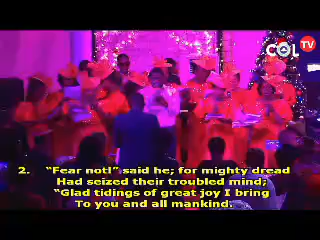 COL TV
2. "Fear not!" said he; for mighty dread
Had seized their troubled mind;
"Glad tidings of great joy I bring
To you and all mankind.